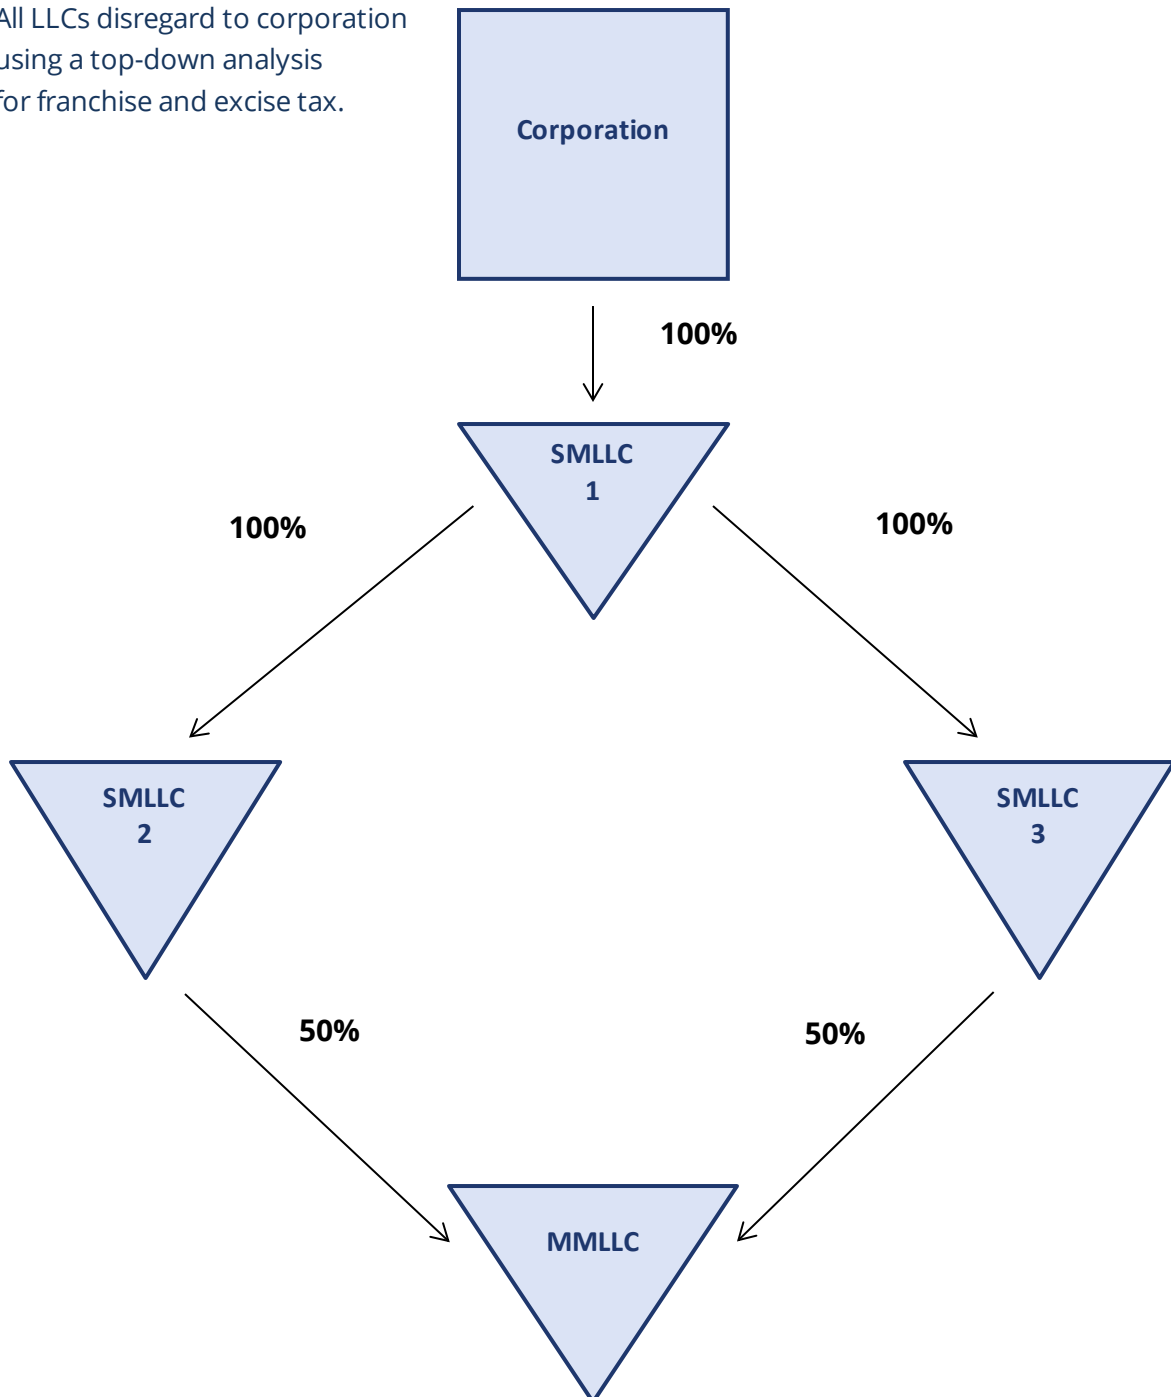 All LLCs disregard to corporation
using a top-down analysis
for franchise and excise tax.
Corporation
100%
SMLLC
1
100%
100%
SMLLC
2
SMLLC
3
50%
50%
MMLLC